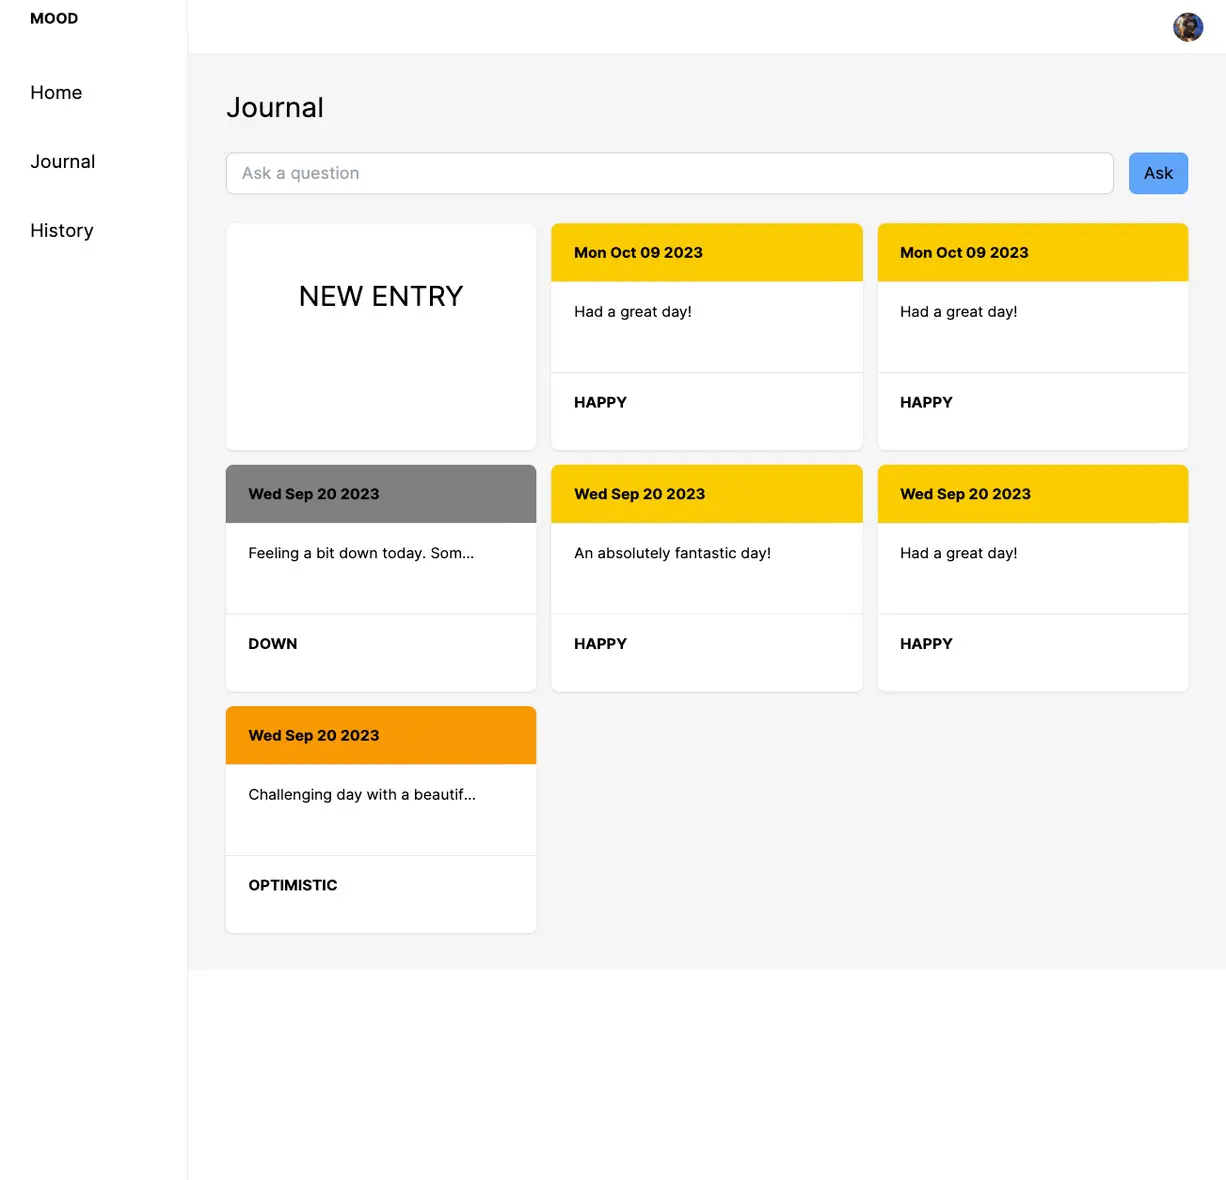 MOOD
Home
Journal
History
Journal
Ask a question
Ask
NEW ENTRY
Mon Oct 09 2023
Had a great day!
HAPPY
Mon Oct 09 2023
Had a great day!
HAPPY
Wed Sep 20 2023
Feeling a bit down today. Som...
DOWN
Wed Sep 20 2023
An absolutely fantastic day!
HAPPY
Wed Sep 20 2023
Had a great day!
HAPPY
Wed Sep 20 2023
Challenging day with a beautif...
OPTIMISTIC